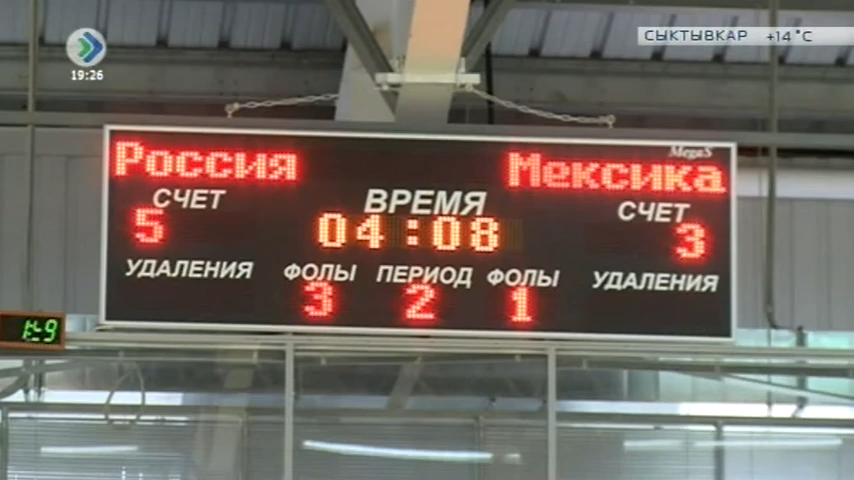 19:26
СЫКТЫВКАР +14°C
MegaS
Россия Мексика
СЧЕТ ВРЕМЯ СЧЕТ
5 04:08 3
УДАЛЕНИЯ ФОЛЫ ПЕРИОД ФОЛЫ УДАЛЕНИЯ
3 2 1